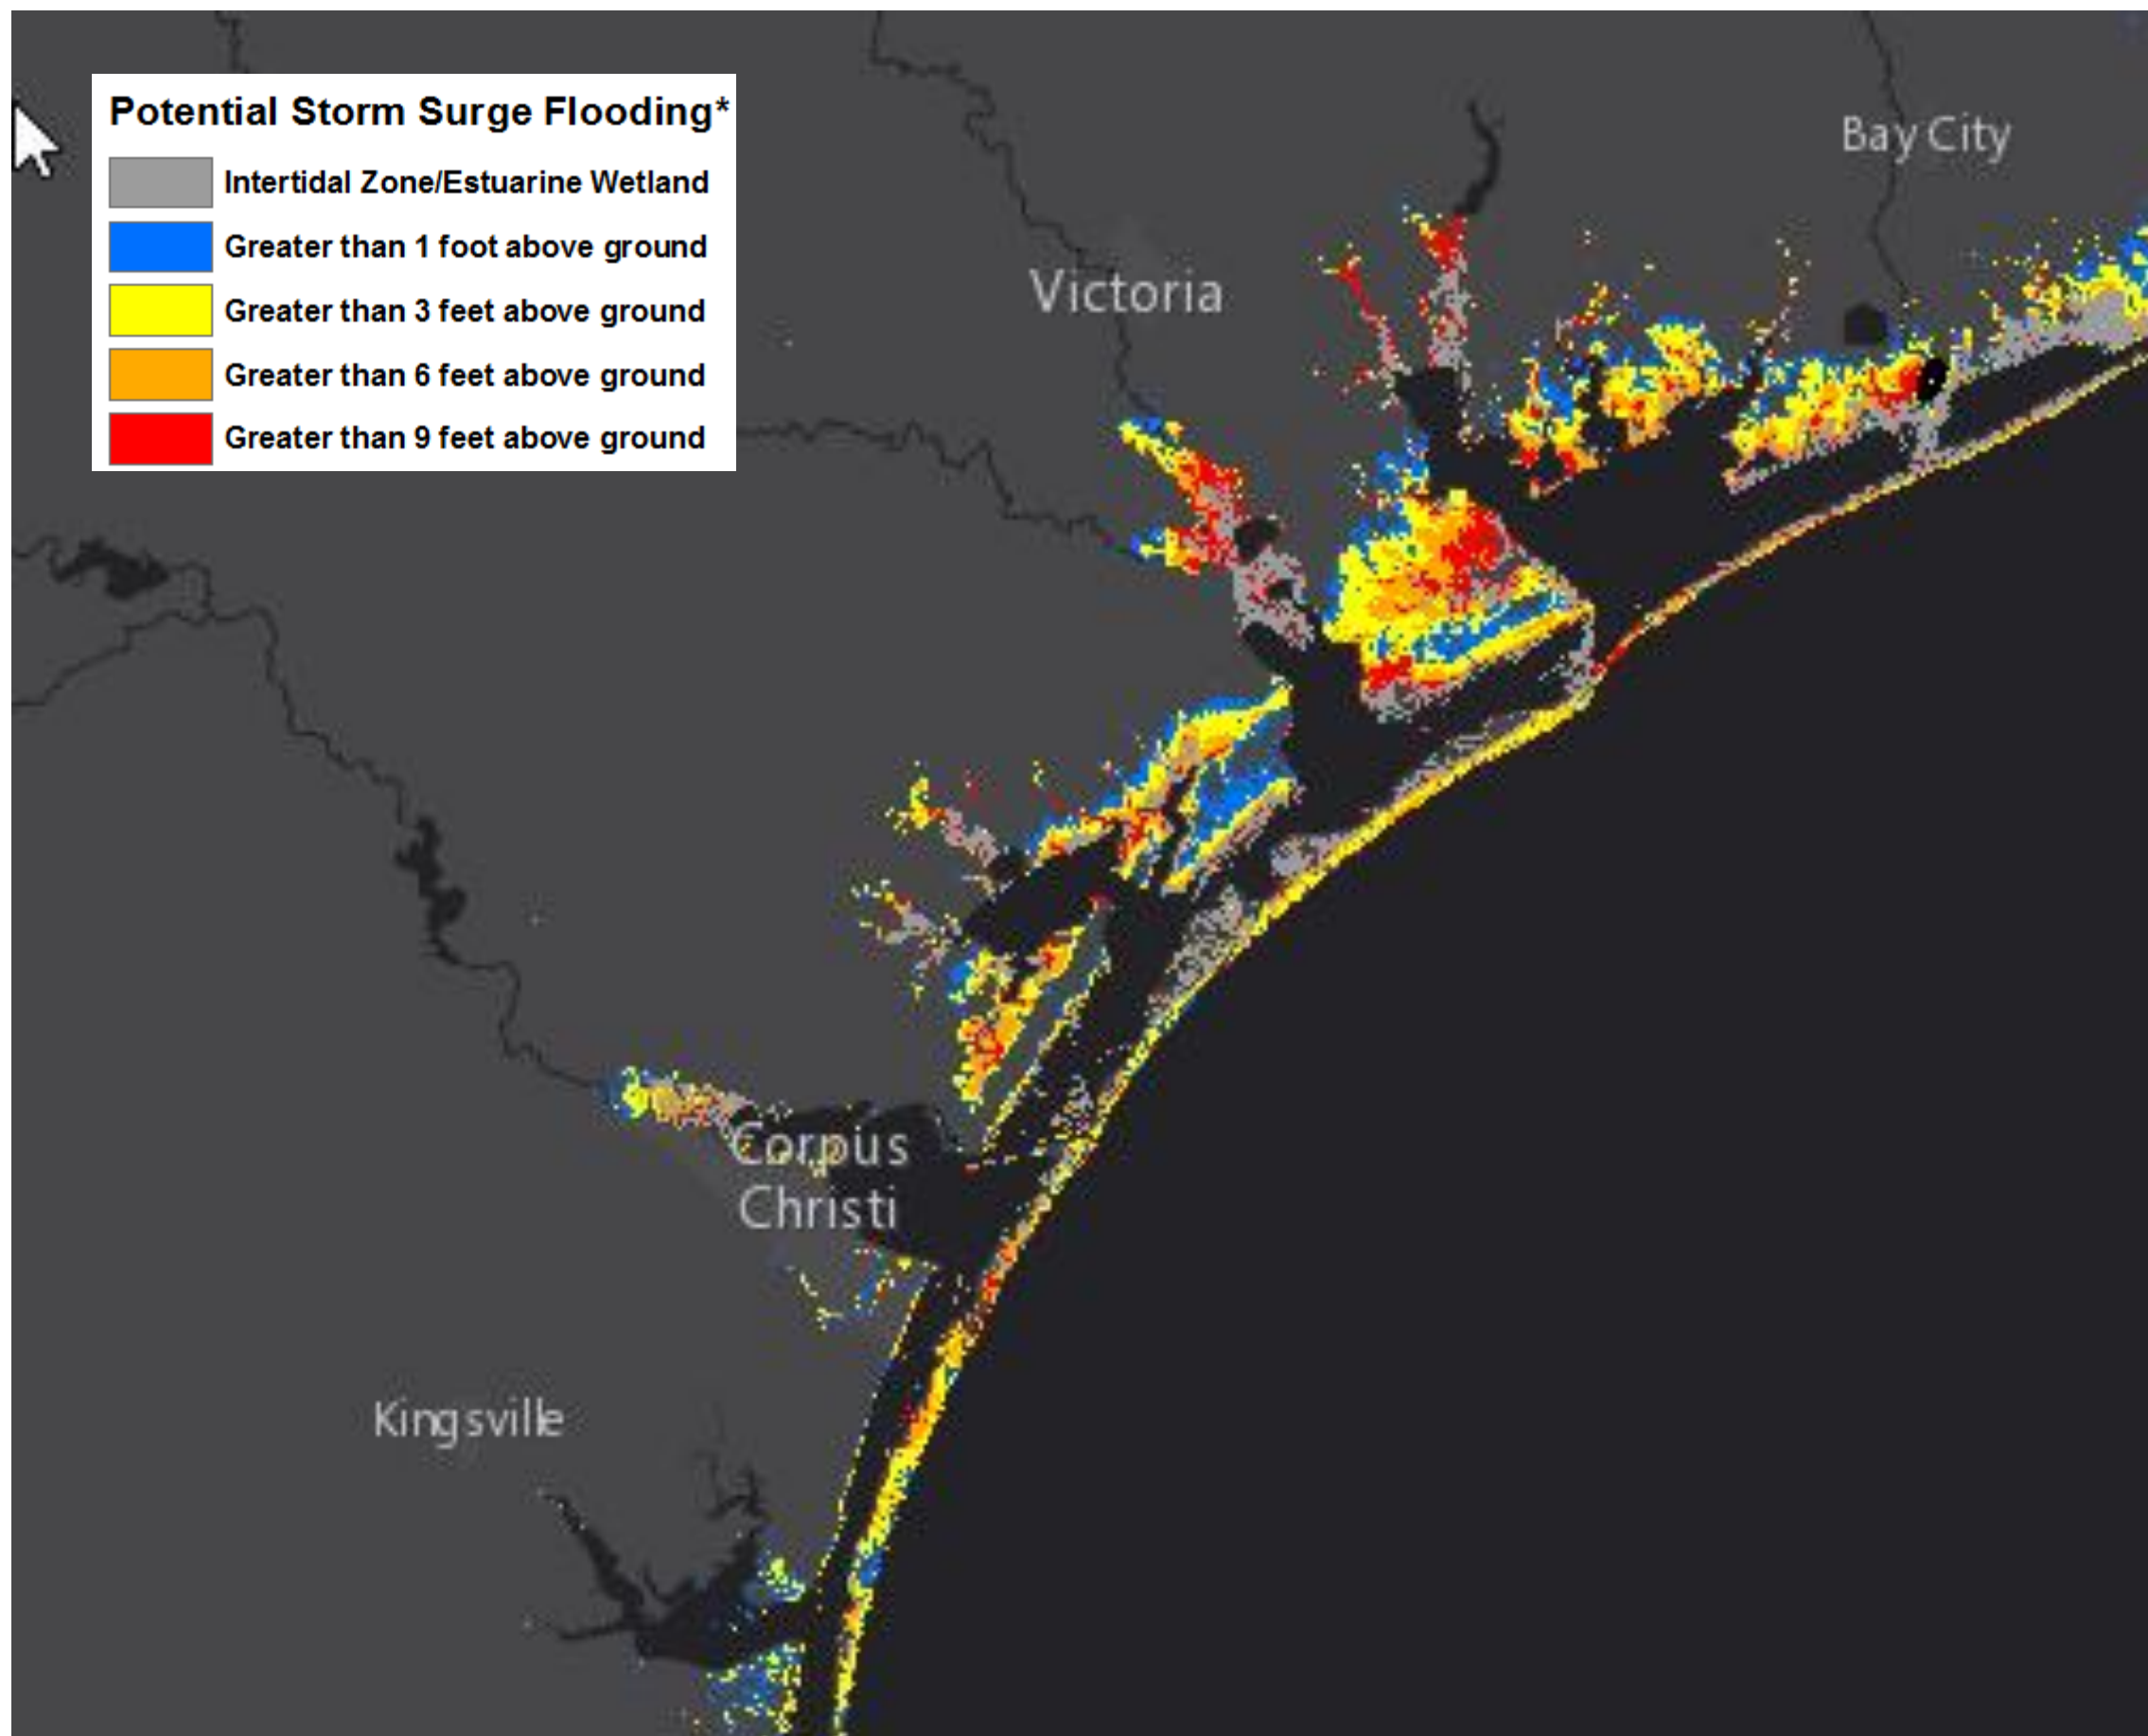 Potential Storm Surge Flooding*
Intertidal Zone/Estuarine Wetland
Greater than 1 foot above ground
Greater than 3 feet above ground
Greater than 6 feet above ground
Greater than 9 feet above ground
Bay City
Victoria
Corpus
Christi
Kingsville